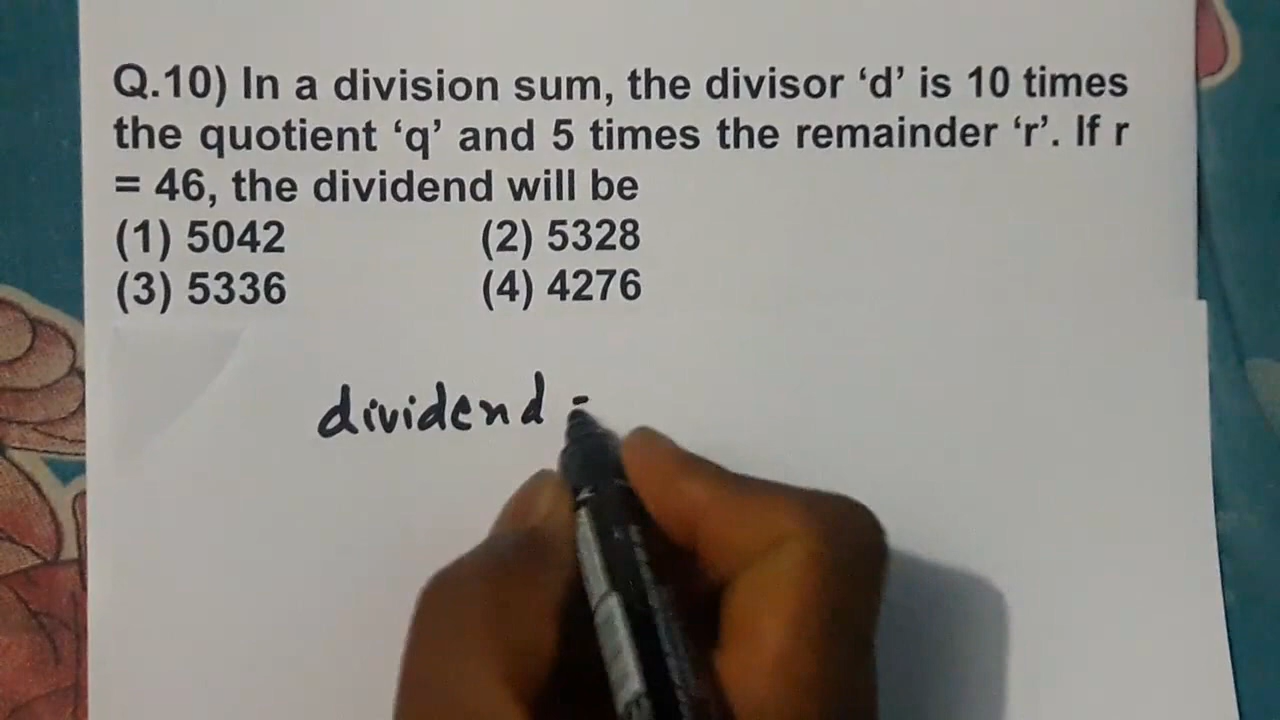 Q.10) In a division sum, the divisor ‘d’ is 10 times
the quotient ‘q’ and 5 times the remainder ‘r’. If r
= 46, the dividend will be
(1) 5042 (2) 5328
(3) 5336 (4) 4276
dividend =